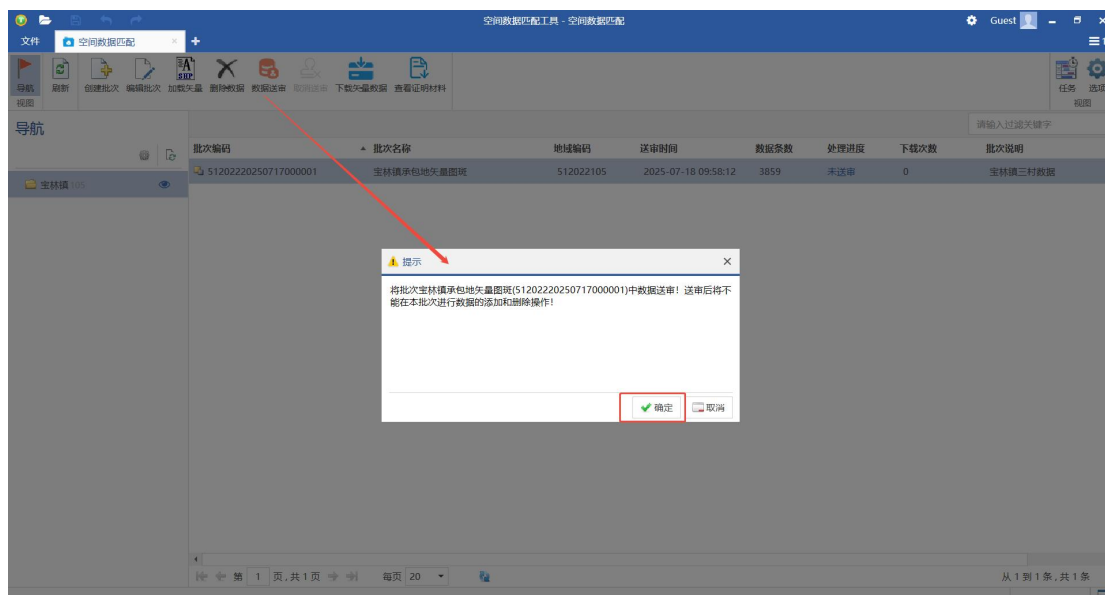 空间数据匹配工具 - 空间数据匹配
Guest
文件
空间数据匹配
导航
刷新
创建批次
编辑批次
SHP
加载矢量
删除数据
数据送审
取消送审
下载矢量数据
查看证明材料
任务
选项
视图
视图
导航
请输入过滤关键字
批次编码 批次名称 地域编码 送审时间 数据条数 处理进度 下载次数 批次说明
51202220250717000001 宝林镇承包地矢量图斑 512022105 2025-07-18 09:58:12 3859 未送审 0 宝林镇三村数据
宝林镇 105
提示
将批次宝林镇承包地矢量图斑(51202220250717000001)中数据送审！送审后将不
能在本批次进行数据的添加和删除操作！
确定
取消
第 1 页,共1页 每页 20
从1到1条,共1条